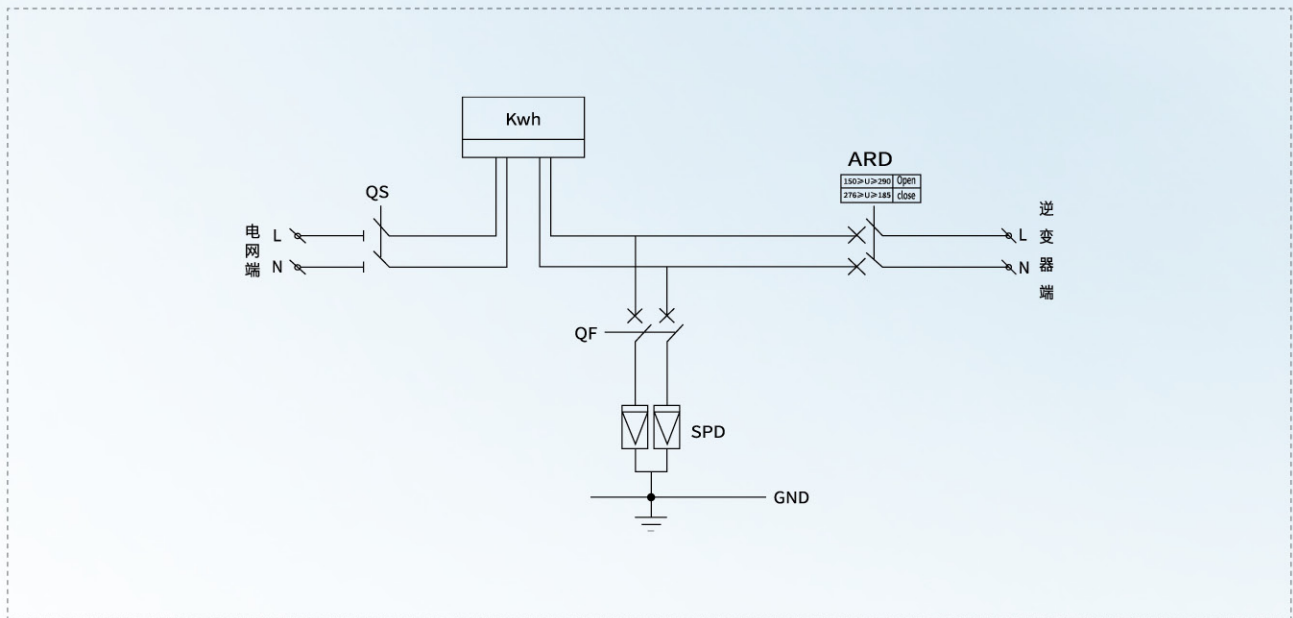 Kwh
ARD
150≥U≥290 Open
276≥U≥185 close
QS
电网端
L
N
逆变器端
L
N
QF
SPD
GND